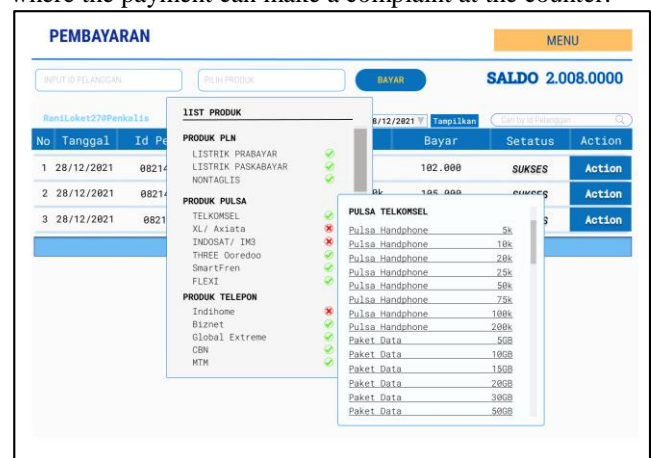 where the payment can make a complaint at the counter.
PEMBAYARAN
MENU
INPUT ID PELANGGAN
PILIH PRODUK
BAYAR
SALDO 2.008.0000
RaniLoket27@Penkalis
8/12/2021
Tampilkan
Cari by Id Pelanggan
No Tanggal Id Pe Bayar Setatus Action
1 28/12/2021 0821 102.000 SUKSES Action
2 28/12/2021 0821 0k 105.000 SUKSES Action
3 28/12/2021 0821 S Action
lIST PRODUK
PRODUK PLN
LISTRIK PRABAYAR
LISTRIK PASKABAYAR
NONTAGLIS
PRODUK PULSA
TELKOMSEL
XL/ Axiata
INDOSAT/ IM3
THREE Ooredoo
SmartFren
FLEXI
PRODUK TELEPON
Indihome
Biznet
Global Extreme
CBN
MTM
PULSA TELKOMSEL
Pulsa Handphone 5k
Pulsa Handphone 10k
Pulsa Handphone 20k
Pulsa Handphone 25k
Pulsa Handphone 50k
Pulsa Handphone 75k
Pulsa Handphone 100k
Pulsa Handphone 200k
Paket Data 5GB
Paket Data 10GB
Paket Data 15GB
Paket Data 20GB
Paket Data 30GB
Paket Data 50GB